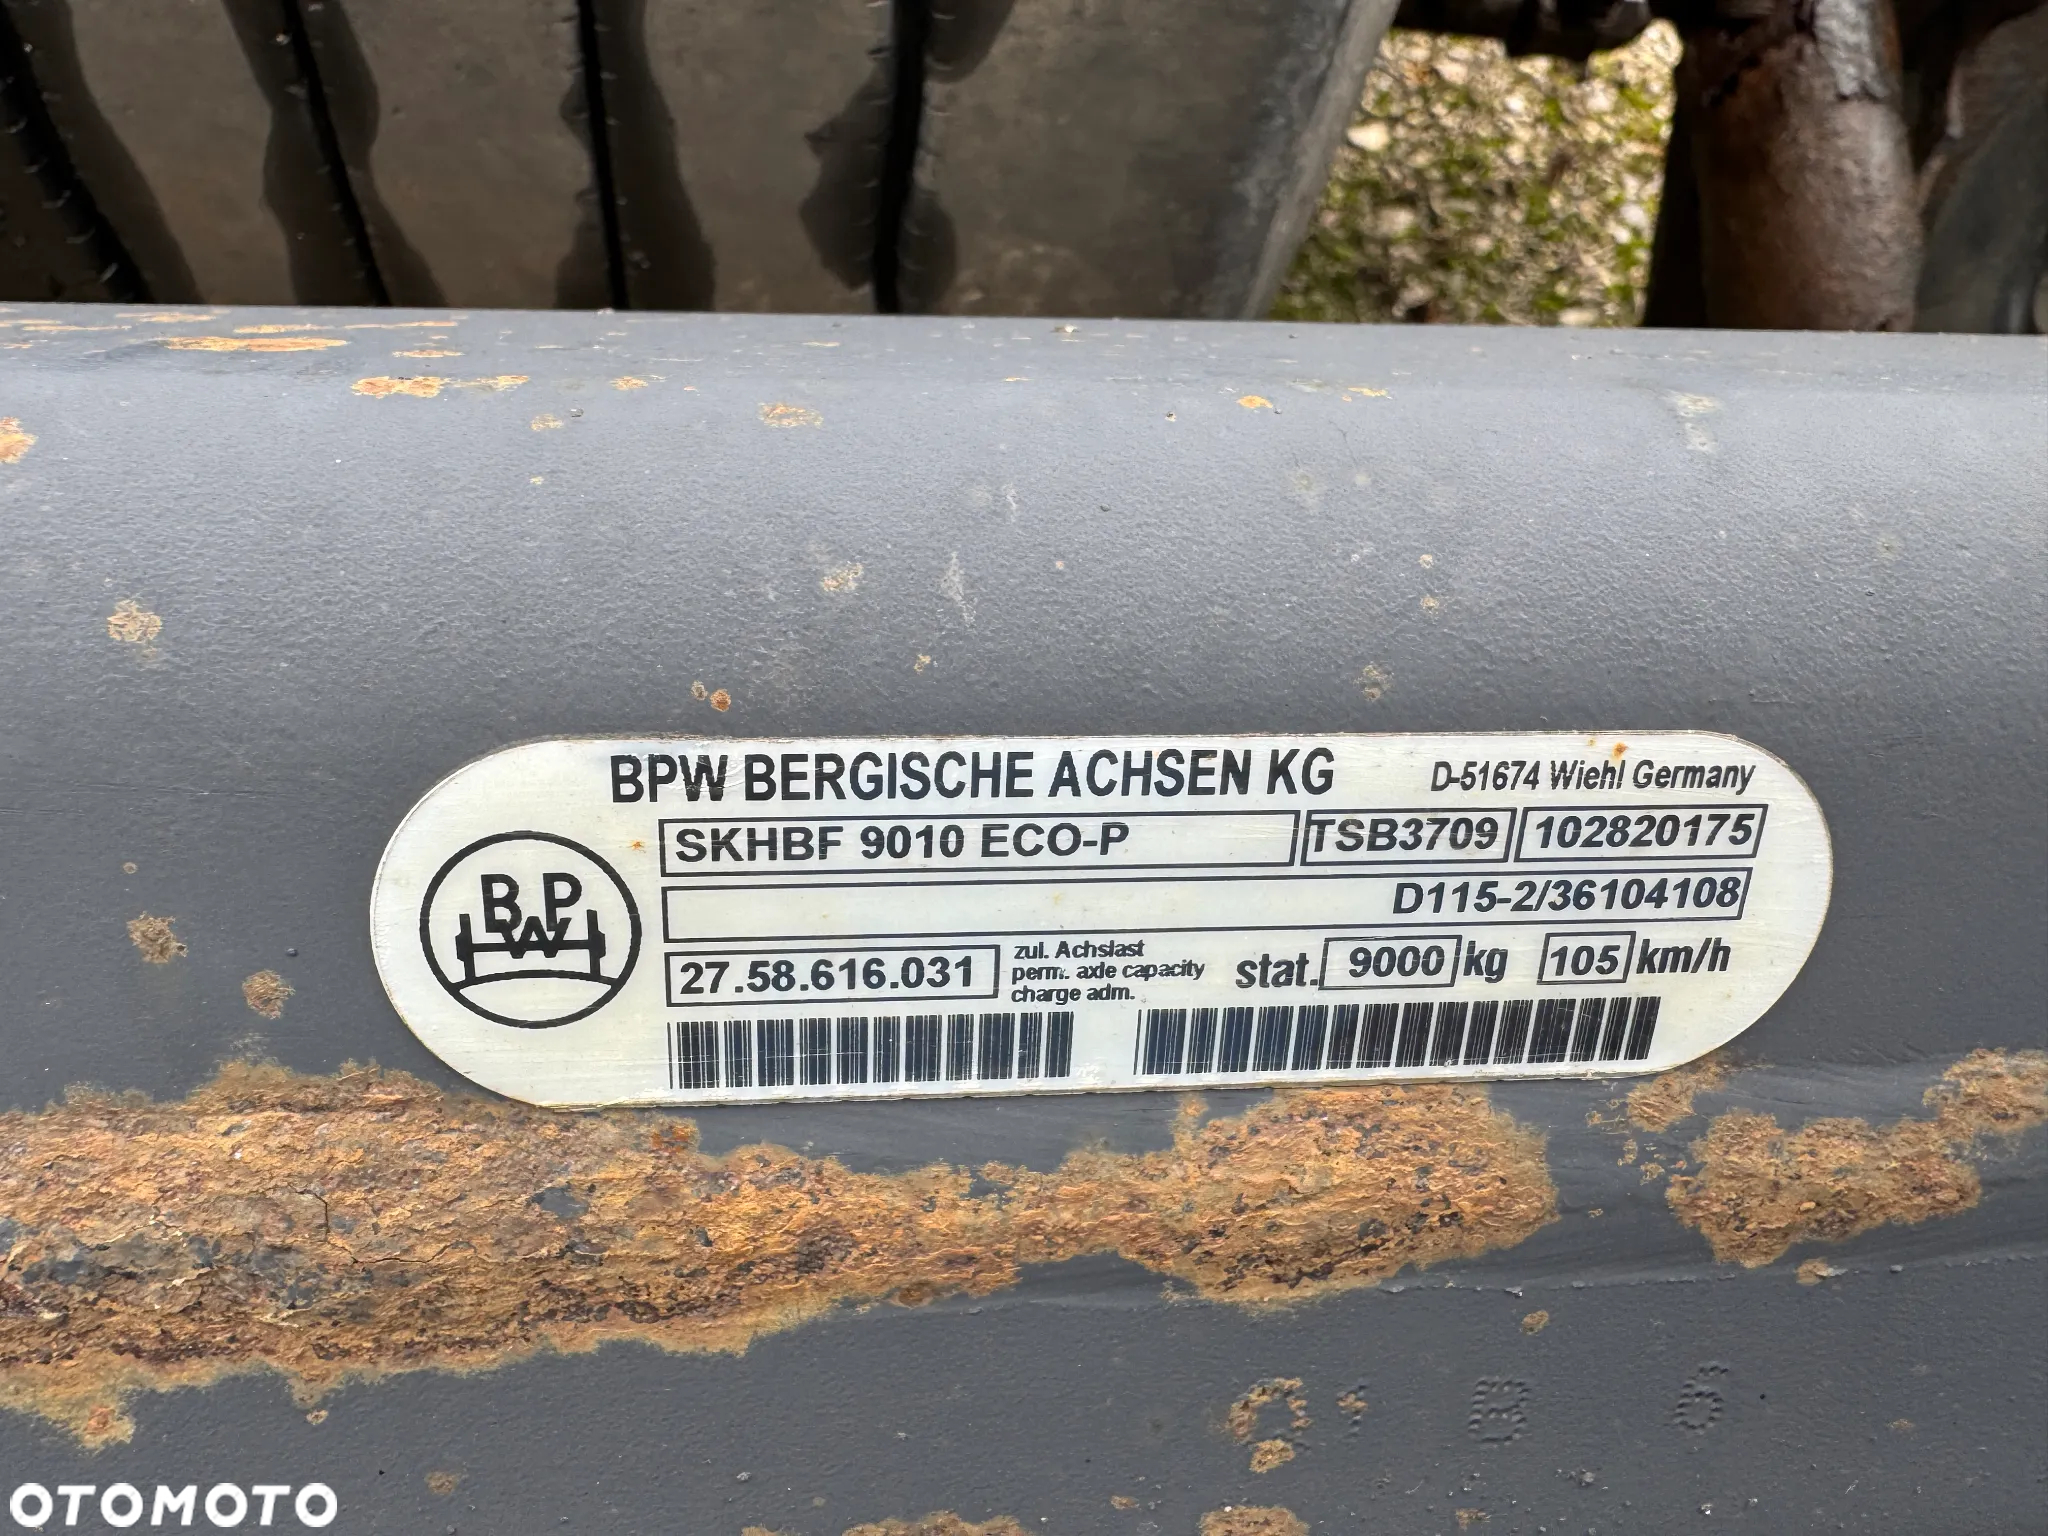 BPW BERGISCHE ACHSEN KG D-51674 Wiehl Germany
SKHBF 9010 ECO-P TSB3709 102820175
BPW
D115-2/36104108
27.58.616.031 zul. Achslast
perm. axle capacity
charge adm.
stat. 9000 kg 105 km/h
OTOMOTO